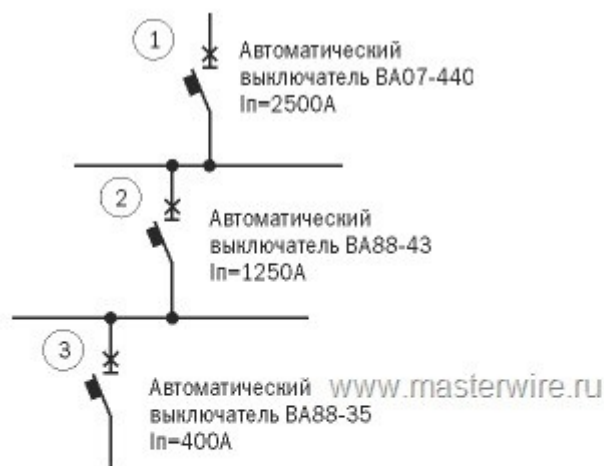 1
Автоматический
выключатель ВА07-440
In=2500А
2
Автоматический
выключатель ВА88-43
In=1250А
3
Автоматический www.masterwire.ru
выключатель ВА88-35
In=400А